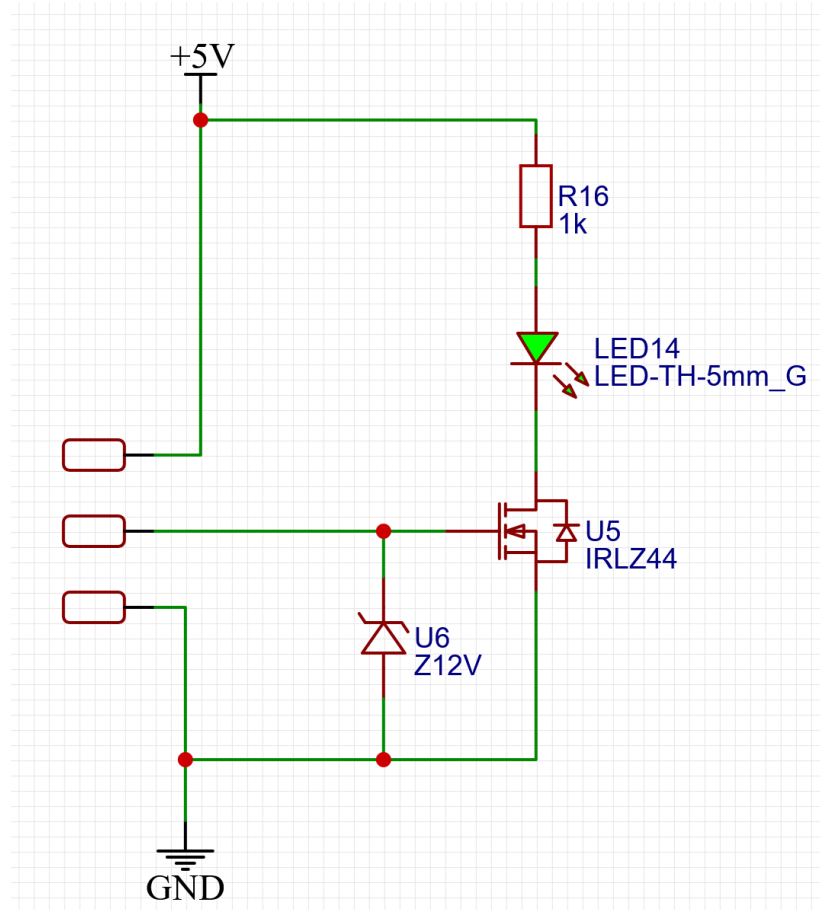 +5V
R16
1k
LED14
LED-TH-5mm_G
U5
IRLZ44
U6
Z12V
GND